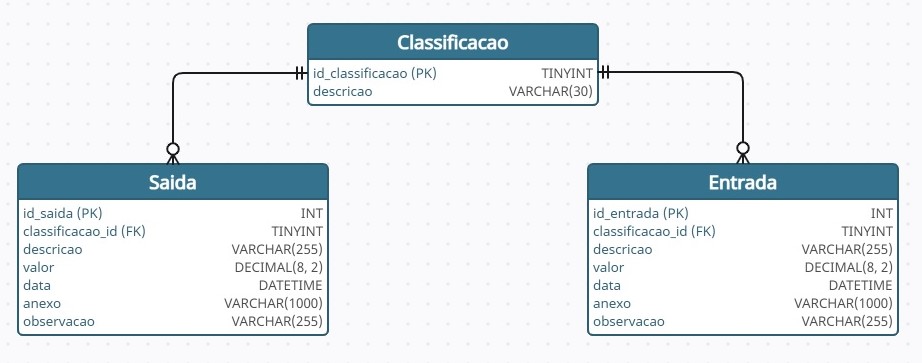 Classificacao
id_classificacao (PK) TINYINT
descricao VARCHAR(30)
Saida
id_saida (PK) INT
classificacao_id (FK) TINYINT
descricao VARCHAR(255)
valor DECIMAL(8, 2)
data DATETIME
anexo VARCHAR(1000)
observacao VARCHAR(255)
Entrada
id_entrada (PK) INT
classificacao_id (FK) TINYINT
descricao VARCHAR(255)
valor DECIMAL(8, 2)
data DATETIME
anexo VARCHAR(1000)
observacao VARCHAR(255)